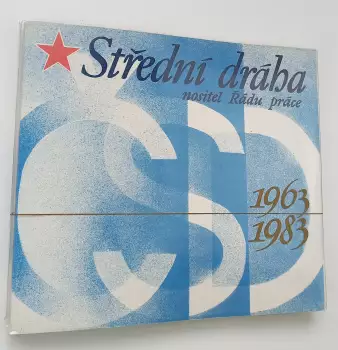 Střední dráha
nositel Řádu práce
ČSD
1963
1983